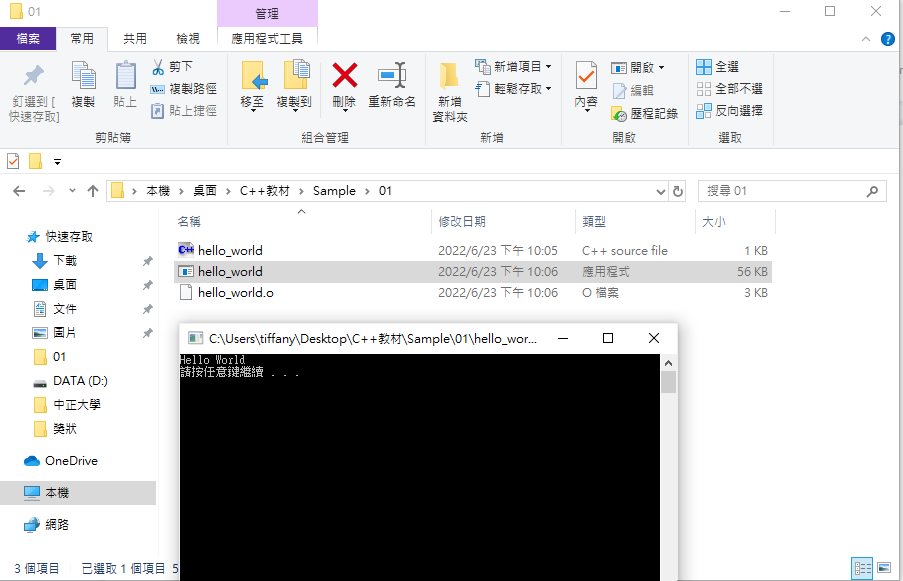 01
管理
檔案
常用
共用
檢視
應用程式工具
釘選到 [
快速存取]
複製
貼上
剪下
複製路徑
貼上捷徑
剪貼簿
移至
複製到
刪除
重新命名
組合管理
新增
資料夾
新增項目
輕鬆存取
新增
內容
開啟
編輯
歷程記錄
開啟
全選
全部不選
反向選擇
選取
本機 > 桌面 > C++教材 > Sample > 01
搜尋 01
名稱 修改日期 類型 大小
hello_world 2022/6/23 下午 10:05 C++ source file 1 KB
hello_world 2022/6/23 下午 10:06 應用程式 56 KB
hello_world.o 2022/6/23 下午 10:06 O 檔案 3 KB
快速存取
下載
桌面
文件
圖片
01
DATA (D:)
中正大學
獎狀
OneDrive
本機
網路
C:\Users\tiffany\Desktop\C++教材\Sample\01\hello_wor...
Hello World
請按任意鍵繼續 . . .
3 個項目 已選取 1 個項目 5